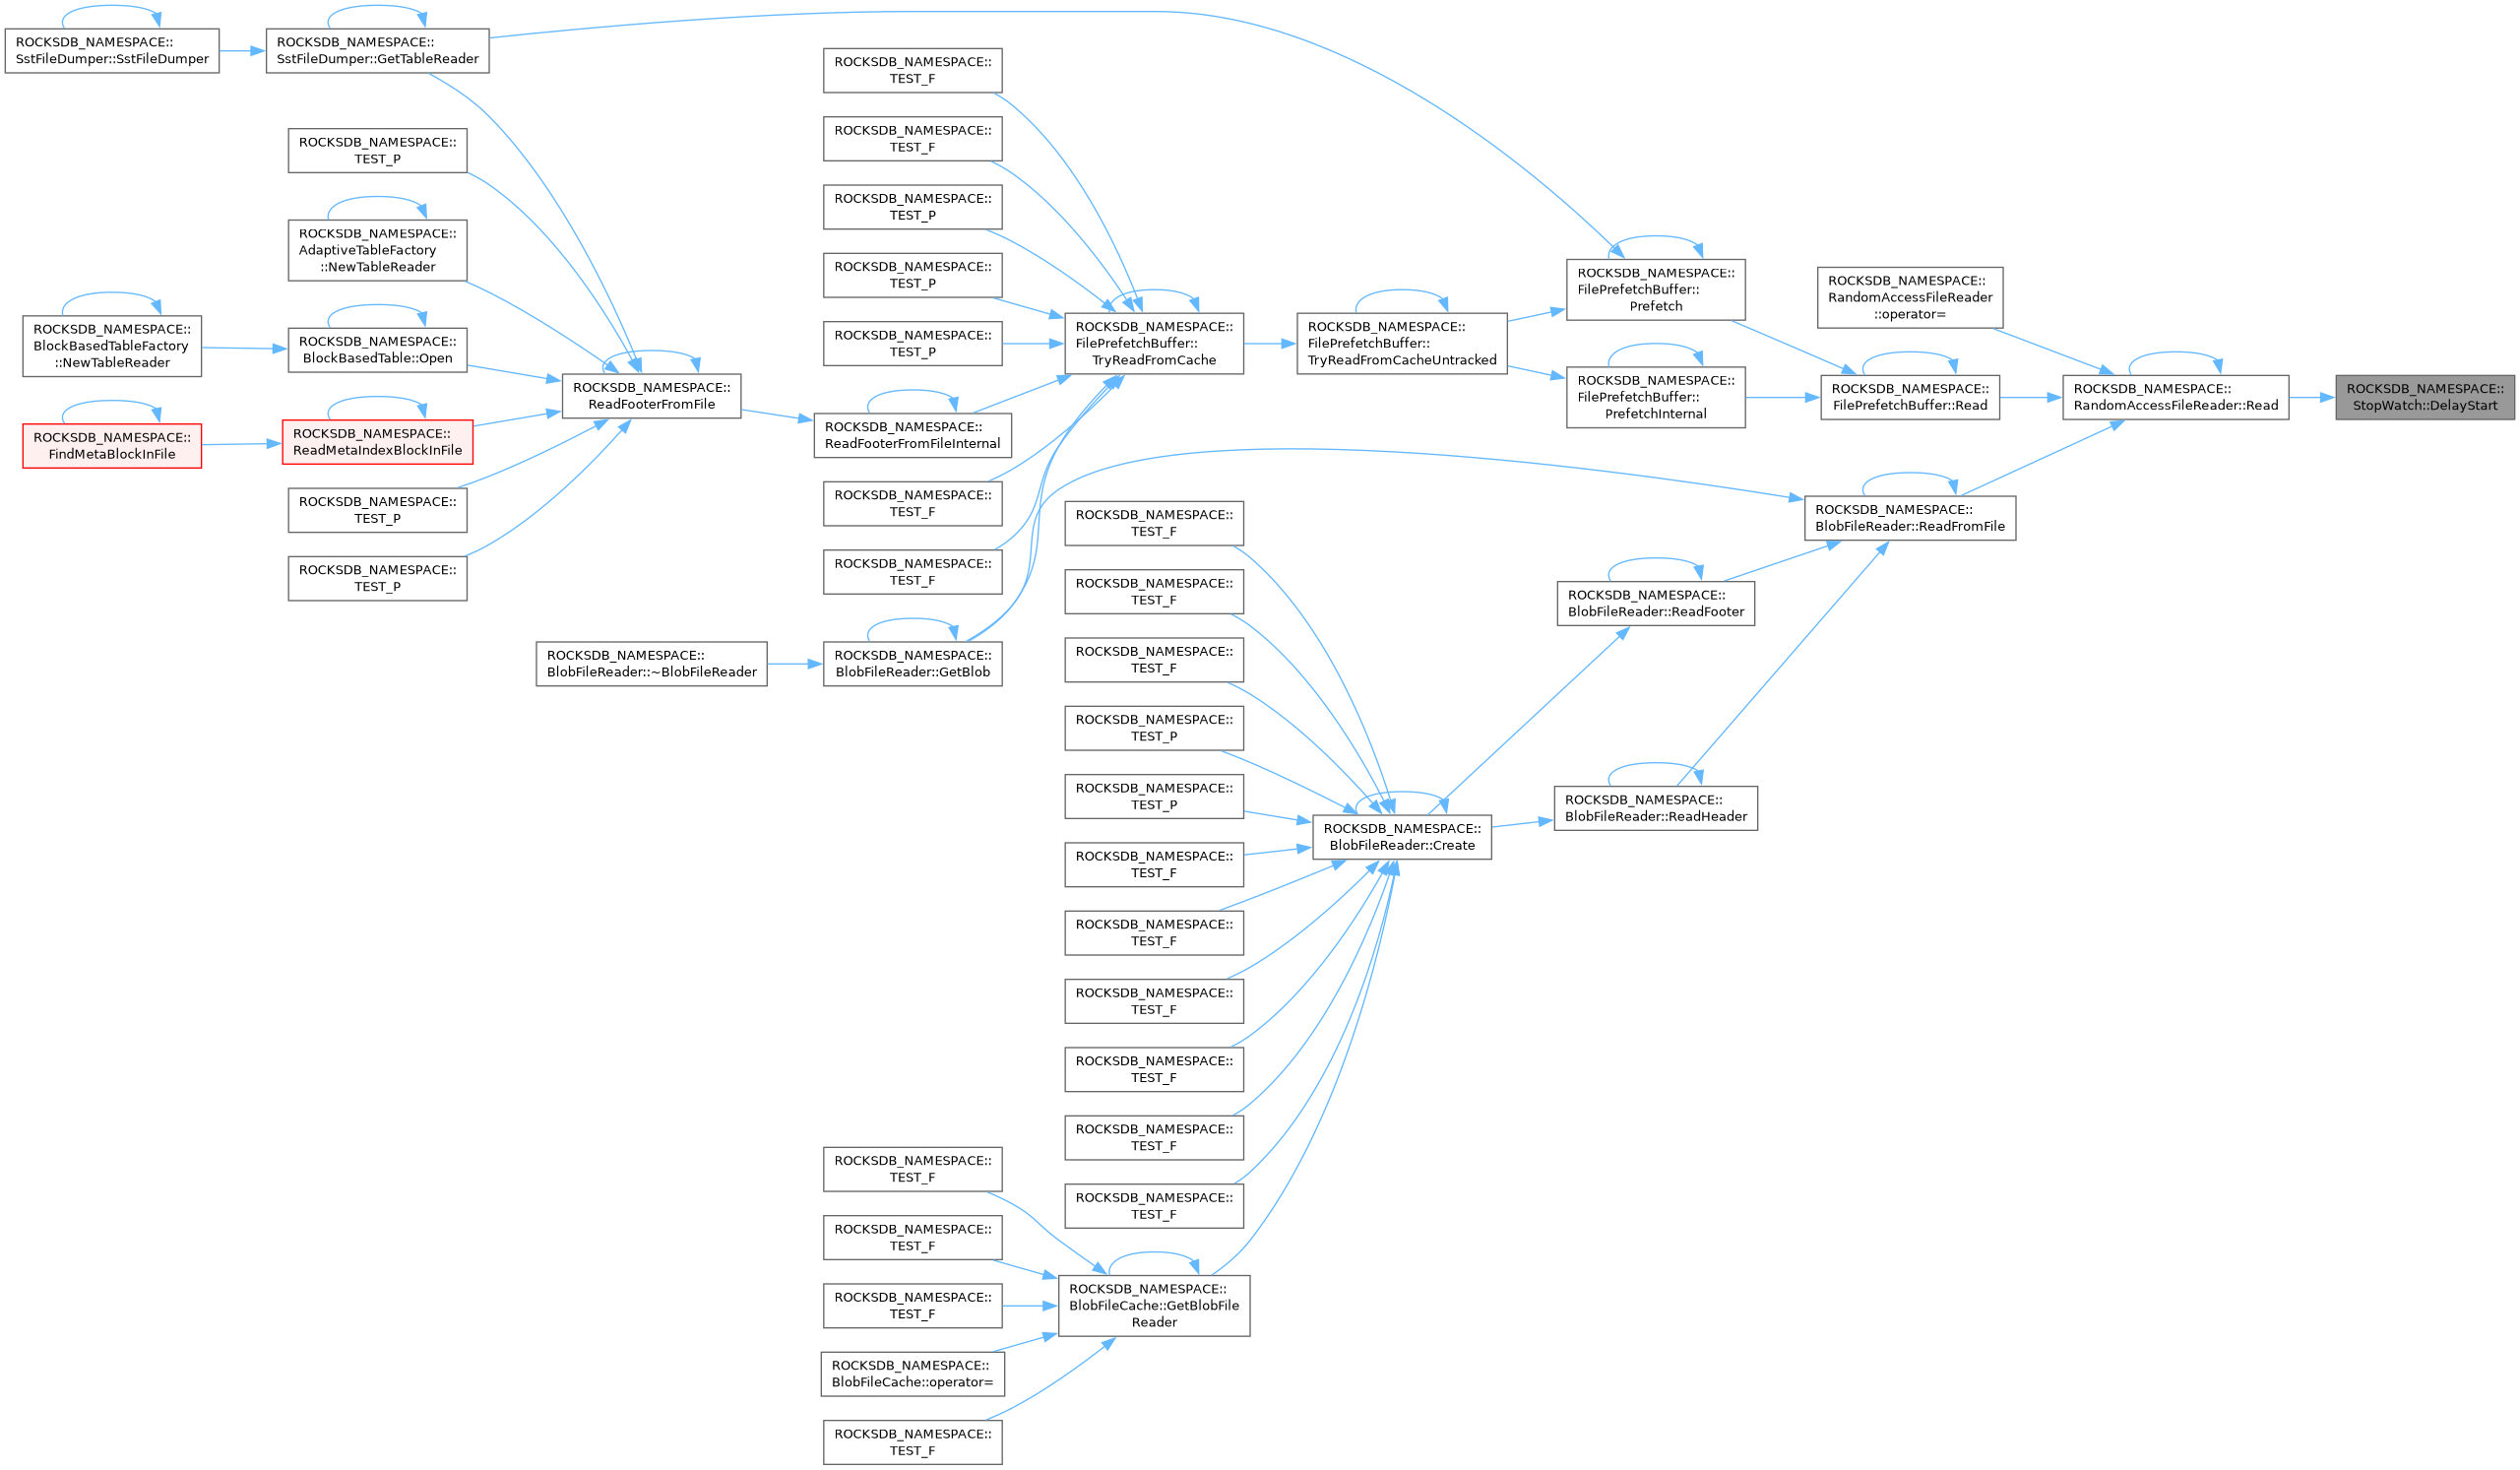 ROCKSDB_NAMESPACE::
SstFileDumper::SstFileDumper
ROCKSDB_NAMESPACE::
SstFileDumper::GetTableReader
ROCKSDB_NAMESPACE::
TEST_P
ROCKSDB_NAMESPACE::
AdaptiveTableFactory
::NewTableReader
ROCKSDB_NAMESPACE::
BlockBasedTableFactory
::NewTableReader
ROCKSDB_NAMESPACE::
BlockBasedTable::Open
ROCKSDB_NAMESPACE::
FindMetaBlockInFile
ROCKSDB_NAMESPACE::
ReadMetaIndexBlockInFile
ROCKSDB_NAMESPACE::
TEST_P
ROCKSDB_NAMESPACE::
TEST_P
ROCKSDB_NAMESPACE::
ReadFooterFromFile
ROCKSDB_NAMESPACE::
BlobFileReader::~BlobFileReader
ROCKSDB_NAMESPACE::
TEST_F
ROCKSDB_NAMESPACE::
TEST_F
ROCKSDB_NAMESPACE::
TEST_P
ROCKSDB_NAMESPACE::
TEST_P
ROCKSDB_NAMESPACE::
TEST_P
ROCKSDB_NAMESPACE::
ReadFooterFromFileInternal
ROCKSDB_NAMESPACE::
TEST_F
ROCKSDB_NAMESPACE::
TEST_F
ROCKSDB_NAMESPACE::
BlobFileReader::GetBlob
ROCKSDB_NAMESPACE::
TEST_F
ROCKSDB_NAMESPACE::
TEST_F
ROCKSDB_NAMESPACE::
TEST_F
ROCKSDB_NAMESPACE::
BlobFileCache::operator=
ROCKSDB_NAMESPACE::
TEST_F
ROCKSDB_NAMESPACE::
FilePrefetchBuffer::
TryReadFromCache
ROCKSDB_NAMESPACE::
TEST_F
ROCKSDB_NAMESPACE::
TEST_F
ROCKSDB_NAMESPACE::
TEST_F
ROCKSDB_NAMESPACE::
TEST_P
ROCKSDB_NAMESPACE::
TEST_P
ROCKSDB_NAMESPACE::
TEST_F
ROCKSDB_NAMESPACE::
TEST_F
ROCKSDB_NAMESPACE::
TEST_F
ROCKSDB_NAMESPACE::
TEST_F
ROCKSDB_NAMESPACE::
TEST_F
ROCKSDB_NAMESPACE::
TEST_F
ROCKSDB_NAMESPACE::
BlobFileCache::GetBlobFile
Reader
ROCKSDB_NAMESPACE::
FilePrefetchBuffer::
TryReadFromCacheUntracked
ROCKSDB_NAMESPACE::
BlobFileReader::Create
ROCKSDB_NAMESPACE::
FilePrefetchBuffer::
Prefetch
ROCKSDB_NAMESPACE::
FilePrefetchBuffer::
PrefetchInternal
ROCKSDB_NAMESPACE::
BlobFileReader::ReadFooter
ROCKSDB_NAMESPACE::
BlobFileReader::ReadHeader
ROCKSDB_NAMESPACE::
RandomAccessFileReader
::operator=
ROCKSDB_NAMESPACE::
FilePrefetchBuffer::Read
ROCKSDB_NAMESPACE::
BlobFileReader::ReadFromFile
ROCKSDB_NAMESPACE::
RandomAccessFileReader::Read
ROCKSDB_NAMESPACE::
StopWatch::DelayStart